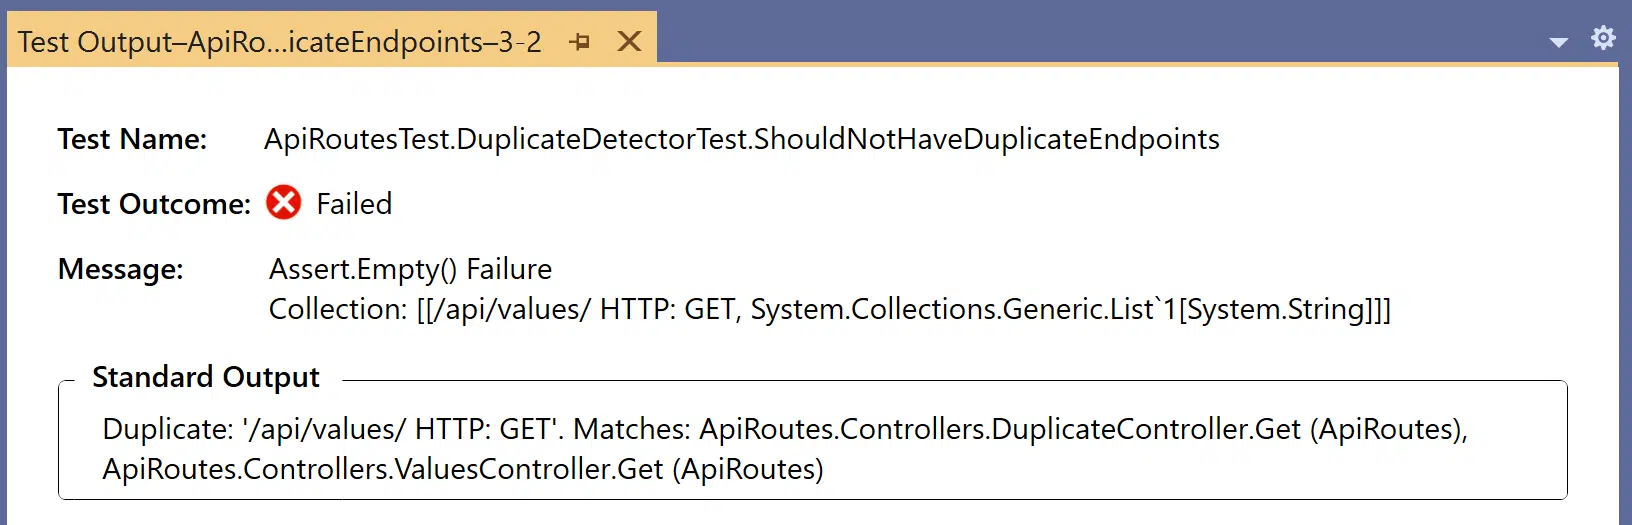 Test Output–ApiRo...icateEndpoints–3-2
Test Name: ApiRoutesTest.DuplicateDetectorTest.ShouldNotHaveDuplicateEndpoints
Test Outcome: Failed
Message: Assert.Empty() Failure
Collection: [[/api/values/ HTTP: GET, System.Collections.Generic.List`1[System.String]]]
Standard Output
Duplicate: '/api/values/ HTTP: GET'. Matches: ApiRoutes.Controllers.DuplicateController.Get (ApiRoutes),
ApiRoutes.Controllers.ValuesController.Get (ApiRoutes)